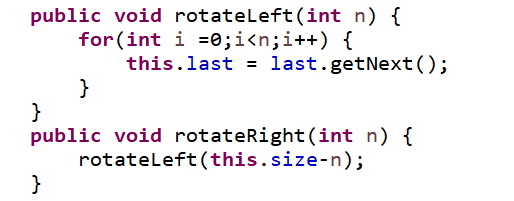 public void rotateLeft(int n) {
for(int i =0;i<n;i++) {
this.last = last.getNext();
}
}
public void rotateRight(int n) {
rotateLeft(this.size-n);
}